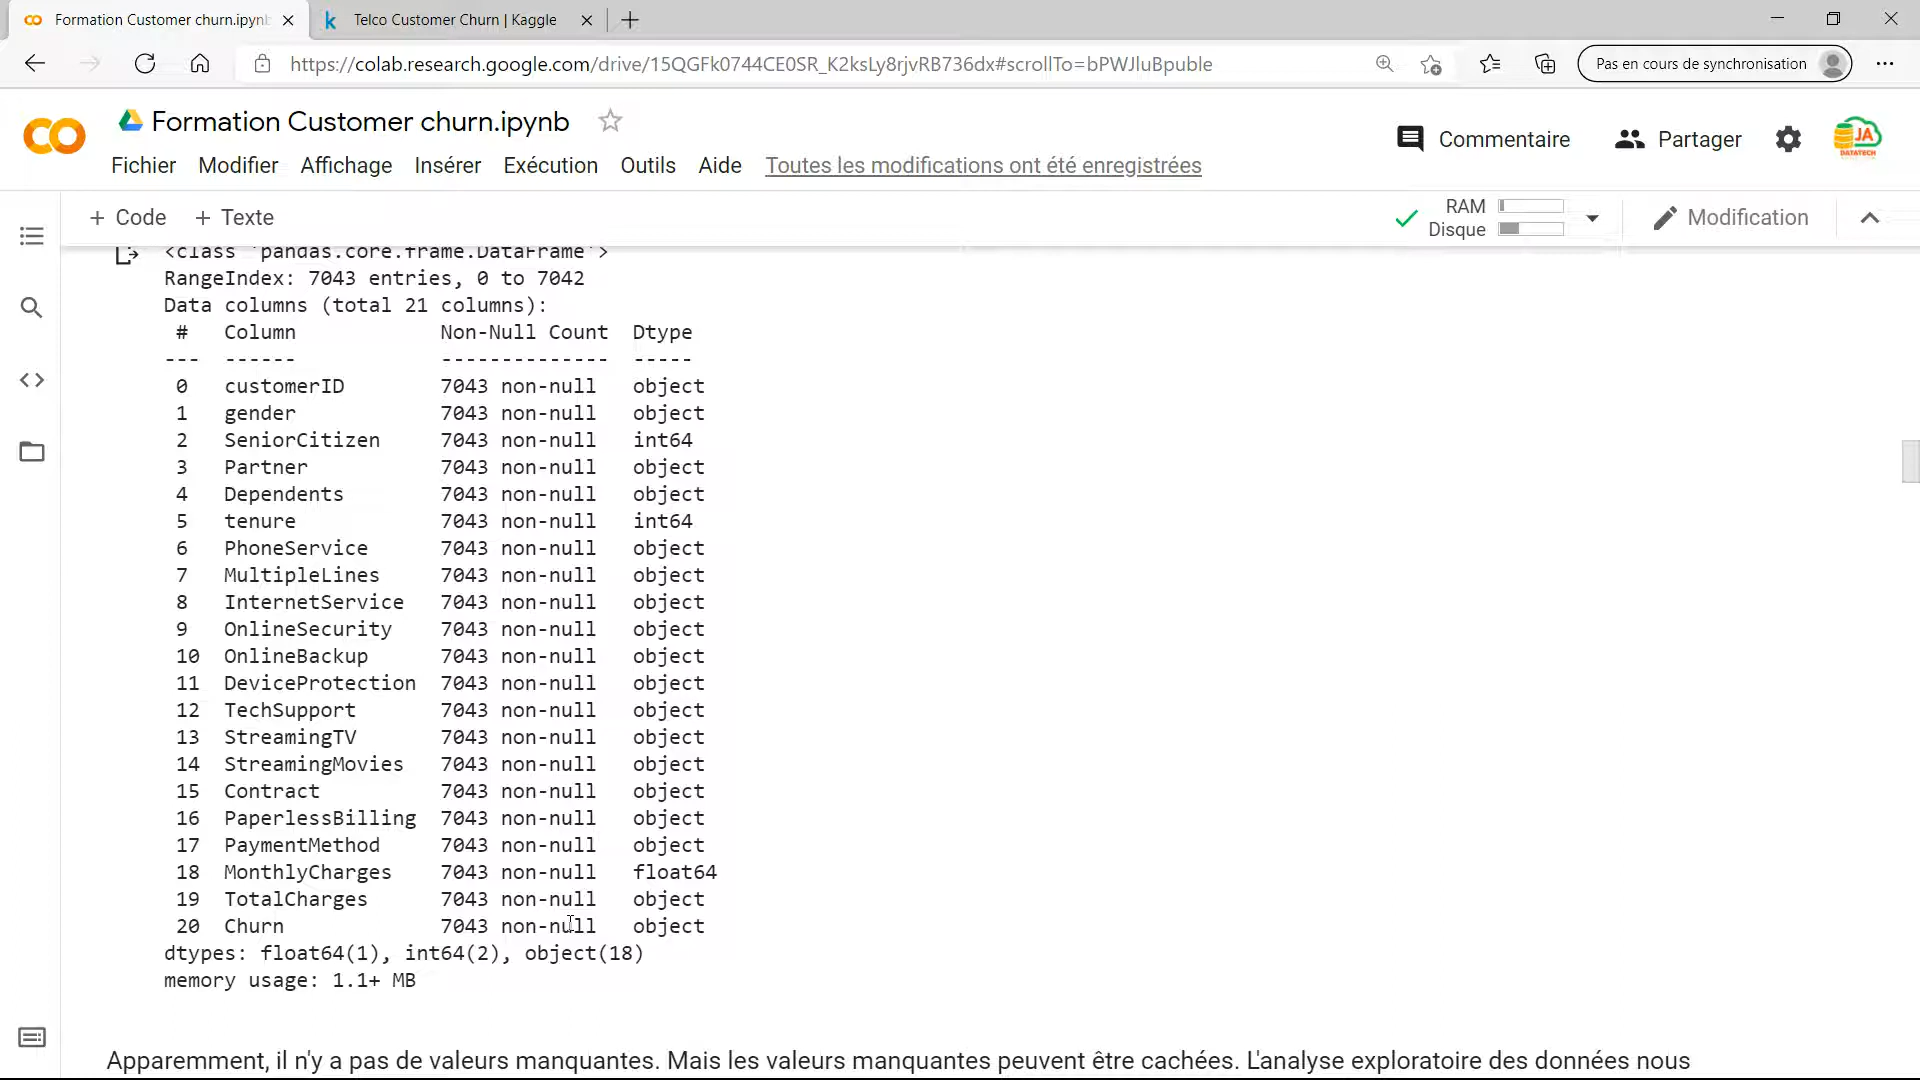 Formation Customer churn.ipynb
Telco Customer Churn | Kaggle
https://colab.research.google.com/drive/15QGFk0744CE0SR_K2ksLy8rjvRB736dx#scrollTo=bPWJluBpuble
Pas en cours de synchronisation
Formation Customer churn.ipynb
Commentaire
Partager
JA
DATATECH
Fichier Modifier Affichage Insérer Exécution Outils Aide Toutes les modifications ont été enregistrées
+ Code + Texte
RAM
Disque
Modification
<class 'pandas.core.frame.DataFrame'>
RangeIndex: 7043 entries, 0 to 7042
Data columns (total 21 columns):
# Column Non-Null Count Dtype
--- ------ -------------- -----
0 customerID 7043 non-null object
1 gender 7043 non-null object
2 SeniorCitizen 7043 non-null int64
3 Partner 7043 non-null object
4 Dependents 7043 non-null object
5 tenure 7043 non-null int64
6 PhoneService 7043 non-null object
7 MultipleLines 7043 non-null object
8 InternetService 7043 non-null object
9 OnlineSecurity 7043 non-null object
10 OnlineBackup 7043 non-null object
11 DeviceProtection 7043 non-null object
12 TechSupport 7043 non-null object
13 StreamingTV 7043 non-null object
14 StreamingMovies 7043 non-null object
15 Contract 7043 non-null object
16 PaperlessBilling 7043 non-null object
17 PaymentMethod 7043 non-null object
18 MonthlyCharges 7043 non-null float64
19 TotalCharges 7043 non-null object
20 Churn 7043 non-null object
dtypes: float64(1), int64(2), object(18)
memory usage: 1.1+ MB
Apparemment, il n'y a pas de valeurs manquantes. Mais les valeurs manquantes peuvent être cachées. L'analyse exploratoire des données nous